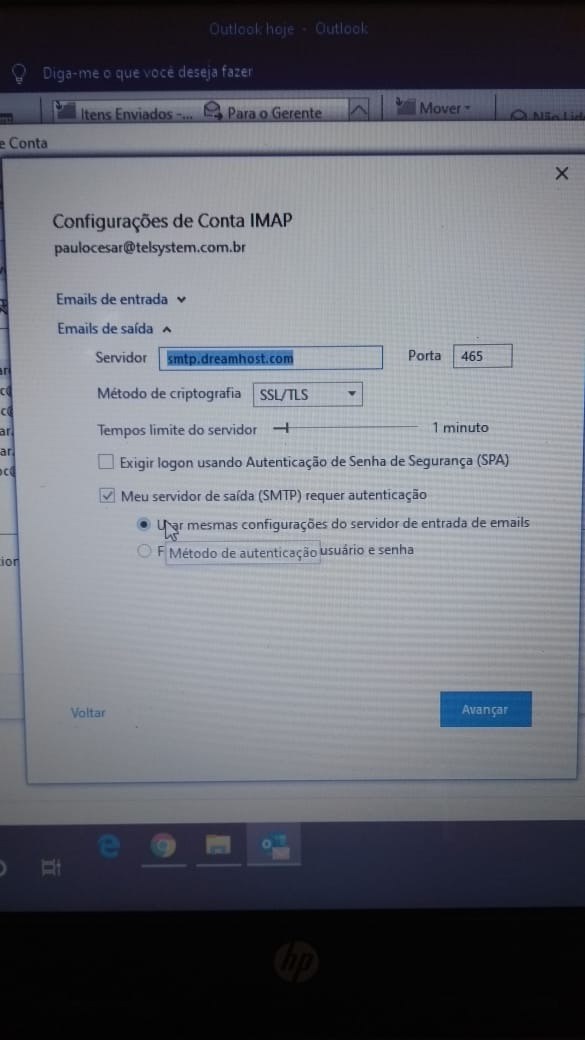 Outlook hoje - Outlook
Diga-me o que você deseja fazer
Itens Enviados -... Para o Gerente Mover
Não Lid
e Conta
Configurações de Conta IMAP
paulocesar@telsystem.com.br
Emails de entrada
Emails de saída
Servidor smtp.dreamhost.com Porta 465
Método de criptografia SSL/TLS
Tempos limite do servidor 1 minuto
Exigir logon usando Autenticação de Senha de Segurança (SPA)
Meu servidor de saída (SMTP) requer autenticação
Usar mesmas configurações do servidor de entrada de emails
F Método de autenticação usuário e senha
Voltar Avançar
hp